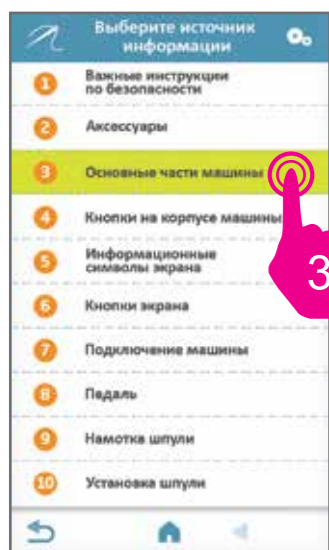 Выберите источник
информации
1 Важные инструкции
по безопасности
2 Аксессуары
3 Основные части машины
4 Кнопки на корпусе машины
5 Информационные
символы экрана
3
6 Кнопки экрана
7 Подключение машины
8 Педаль
9 Намотка шпули
10 Установка шпули